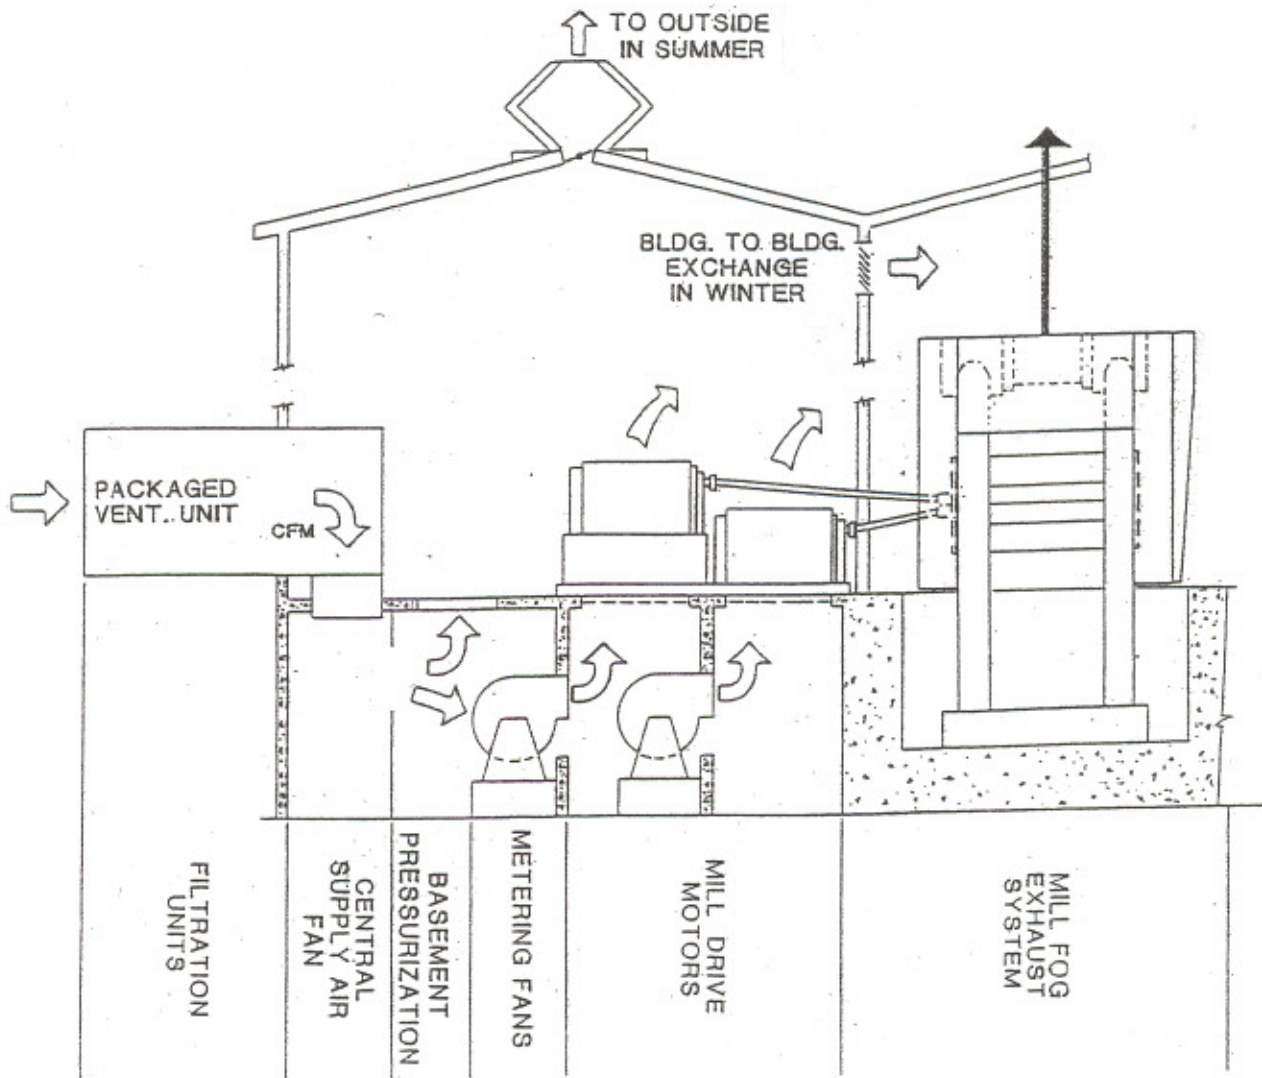 TO OUTSIDE
IN SUMMER
BLDG. TO BLDG.
EXCHANGE
IN WINTER
PACKAGED
VENT. UNIT
CFM
FILTRATION
UNITS
CENTRAL
SUPPLY AIR
FAN
BASEMENT
PRESSURIZATION
METERING FANS
MILL DRIVE
MOTORS
MILL FOG
EXHAUST
SYSTEM